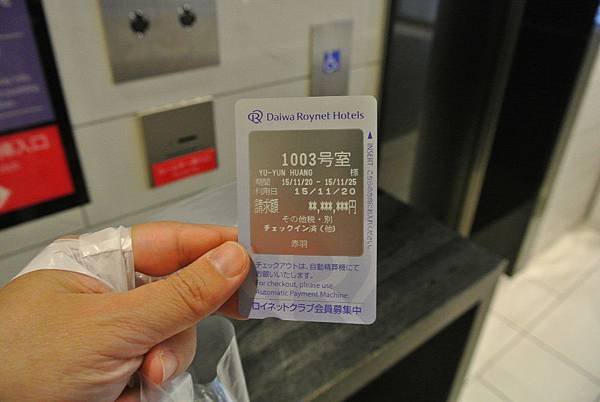 Daiwa Roynet Hotels
INSERT
1003号室
YU-YUN HUANG 様
期間 15/11/20 - 15/11/25
利用日 15/11/20
請求額 **,***,***円
その他税・別
チェックイン済(他)
赤羽
チェックアウトは、自動精算機にて
お願いいたします。
For checkout, please use
Automatic Payment Machine.
ロイネットクラブ会員募集中